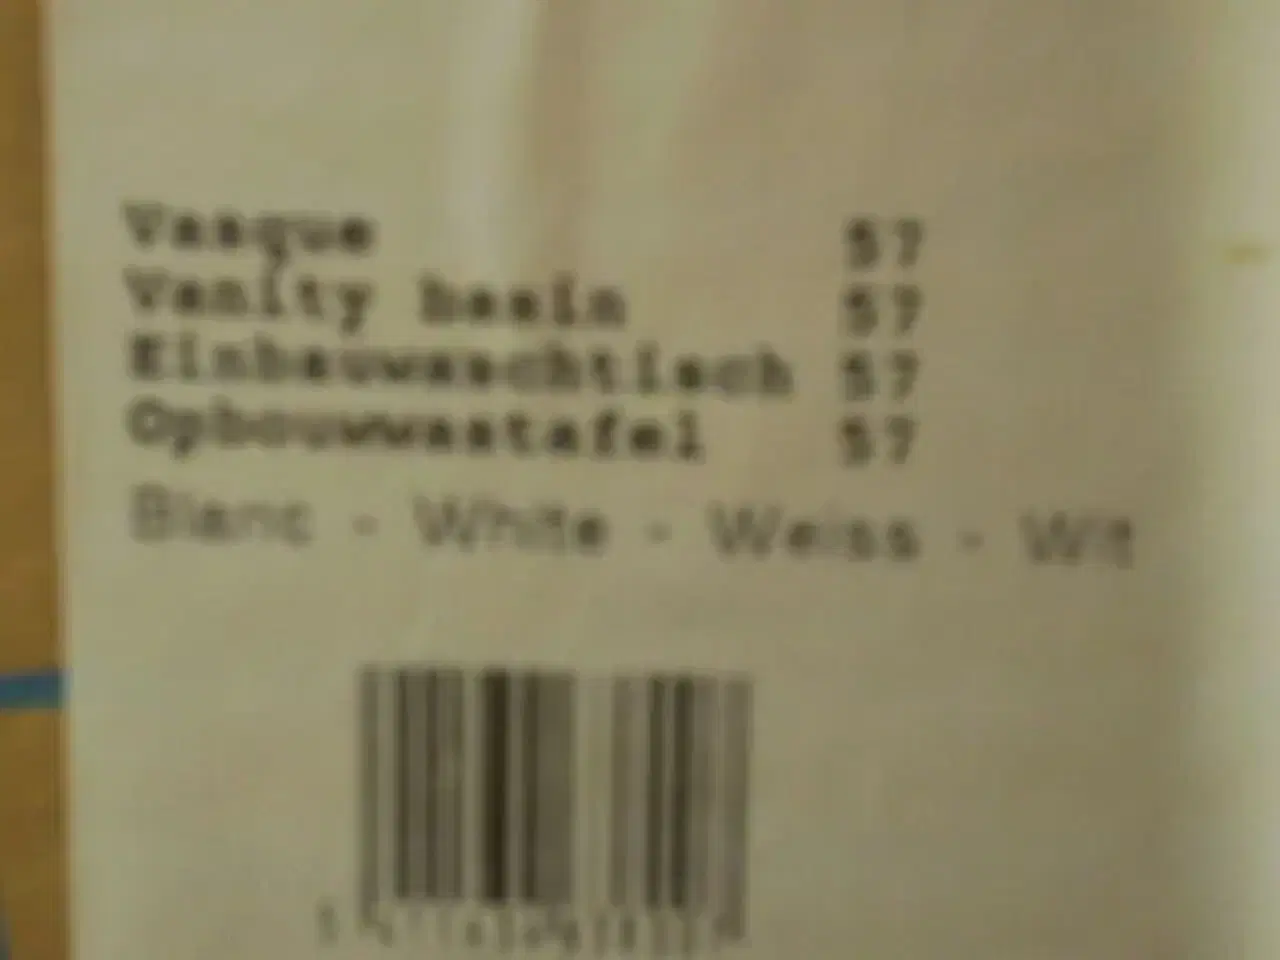 Vasque 57
Vanity basin 57
Einbauwaschtisch 57
Opbouwwastafel 57
Blanc - White - Weiss - Wit